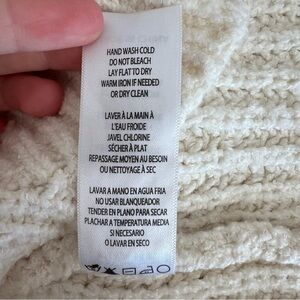 HAND WASH COLD
DO NOT BLEACH
LAY FLAT TO DRY
WARM IRON IF NEEDED
OR DRY CLEAN
LAVER À LA MAIN À
L'EAU FROIDE
JAVEL CHLORINE
SÉCHER À PLAT
REPASSAGE MOYEN AU BESOIN
OU NETTOYAGE À SEC
LAVAR A MANO EN AGUA FRIA
NO USAR BLANQUEADOR
TENDER EN PLANO PARA SECAR
PLACHAR A TEMPERATURA MEDIA
SI NECESARIO
O LAVAR EN SECO